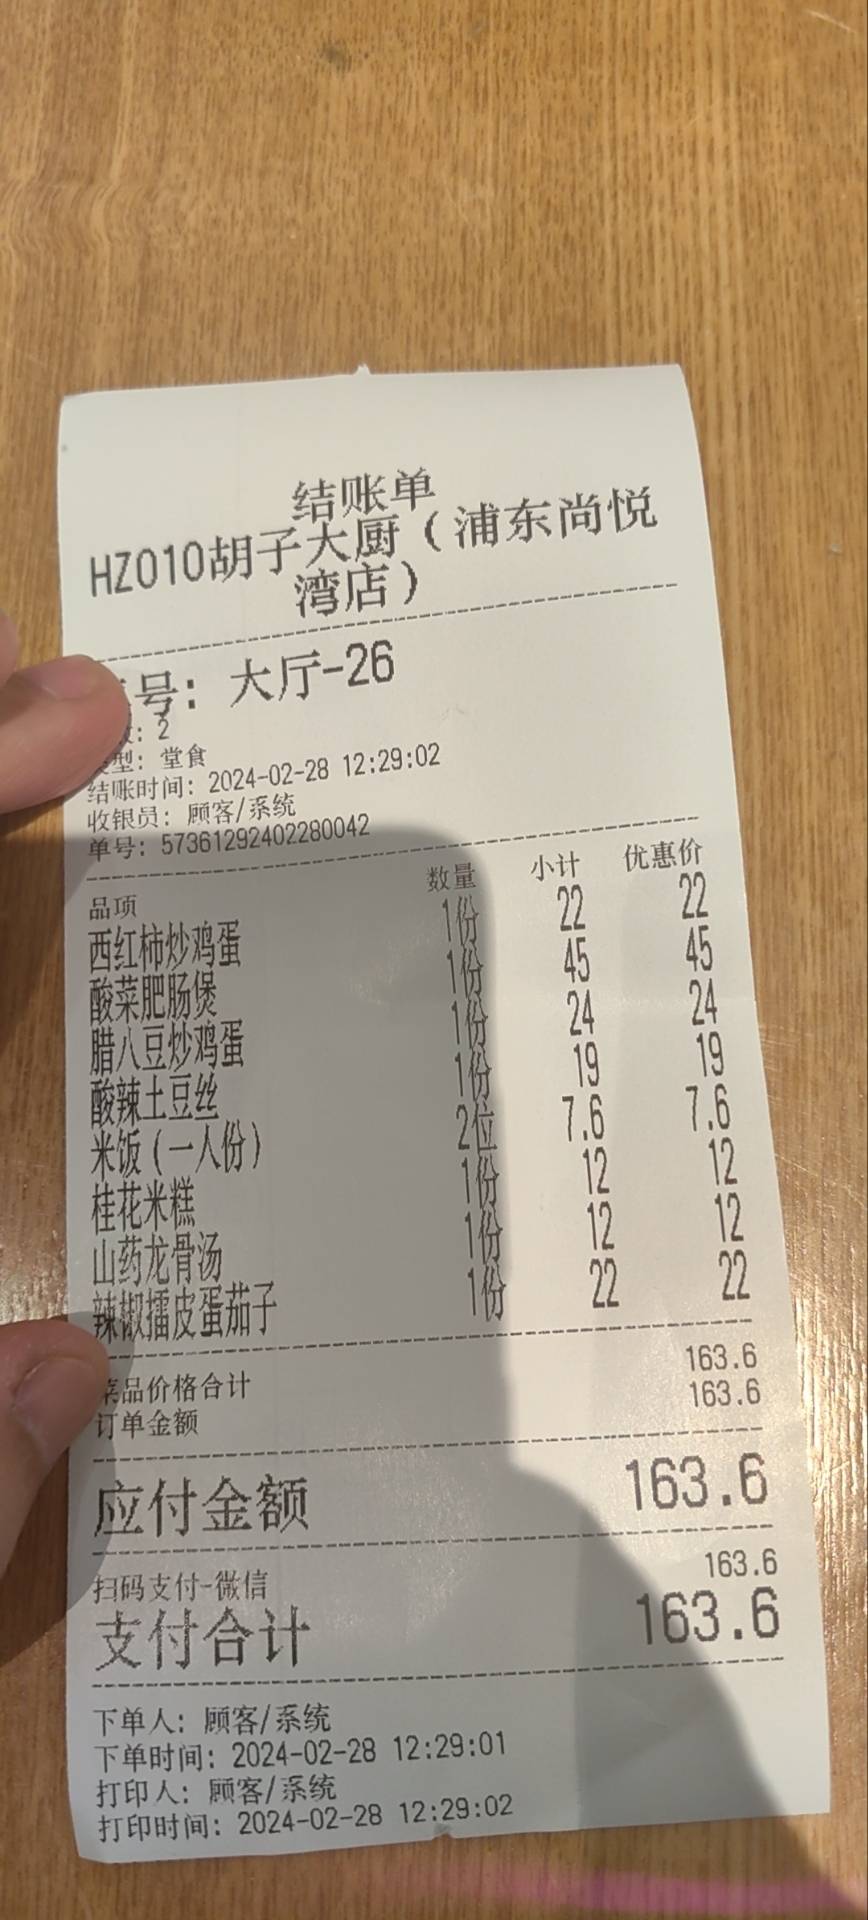 结账单
HZ010胡子大厨（浦东尚悦
湾店）
号：大厅-26
：2
型：堂食
结账时间：2024-02-28 12:29:02
收银员：顾客/系统
单号：57361292402280042
品项 数量 小计 优惠价
西红柿炒鸡蛋 1份 22 22
酸菜肥肠煲 1份 45 45
腊八豆炒鸡蛋 1份 24 24
酸辣土豆丝 1份 19 19
米饭（一人份） 2位 7.6 7.6
桂花米糕 1份 12 12
山药龙骨汤 1份 12 12
辣椒擂皮蛋茄子 1份 22 22
菜品价格合计 163.6
订单金额 163.6
应付金额 163.6
扫码支付-微信 163.6
支付合计 163.6
下单人：顾客/系统
下单时间：2024-02-28 12:29:01
打印人：顾客/系统
打印时间：2024-02-28 12:29:02